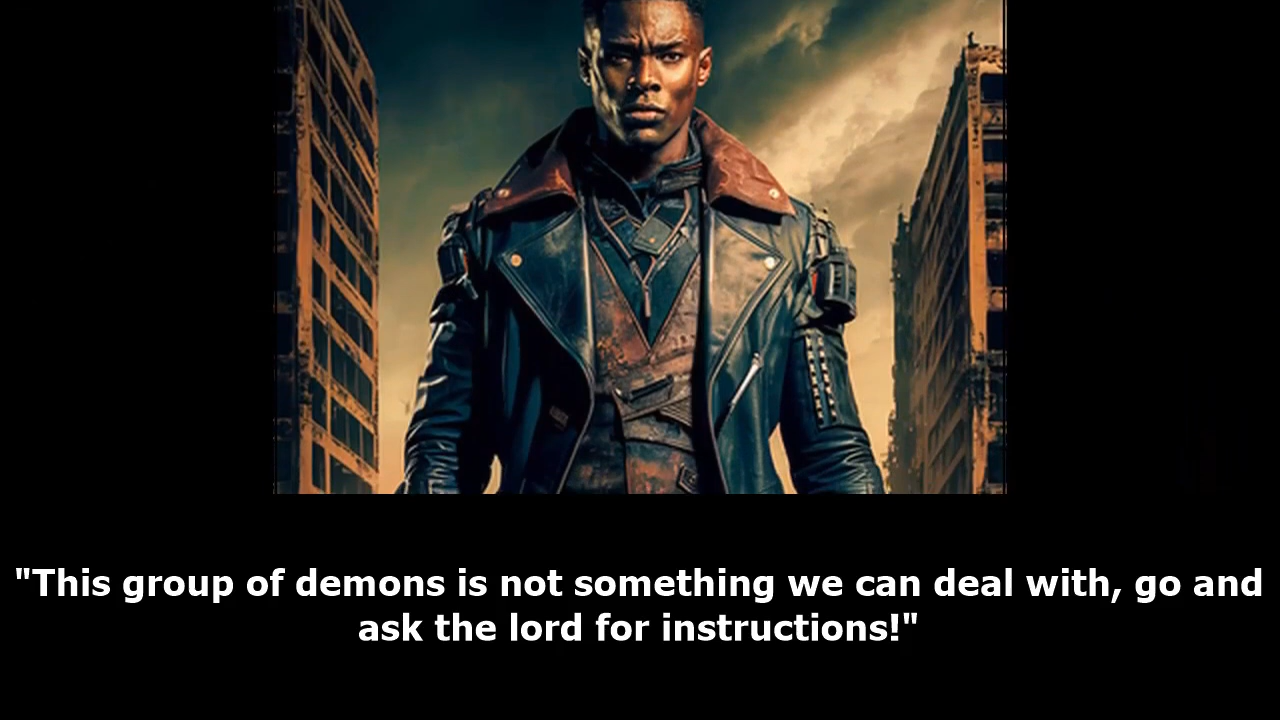 "This group of demons is not something we can deal with, go and
ask the lord for instructions!"